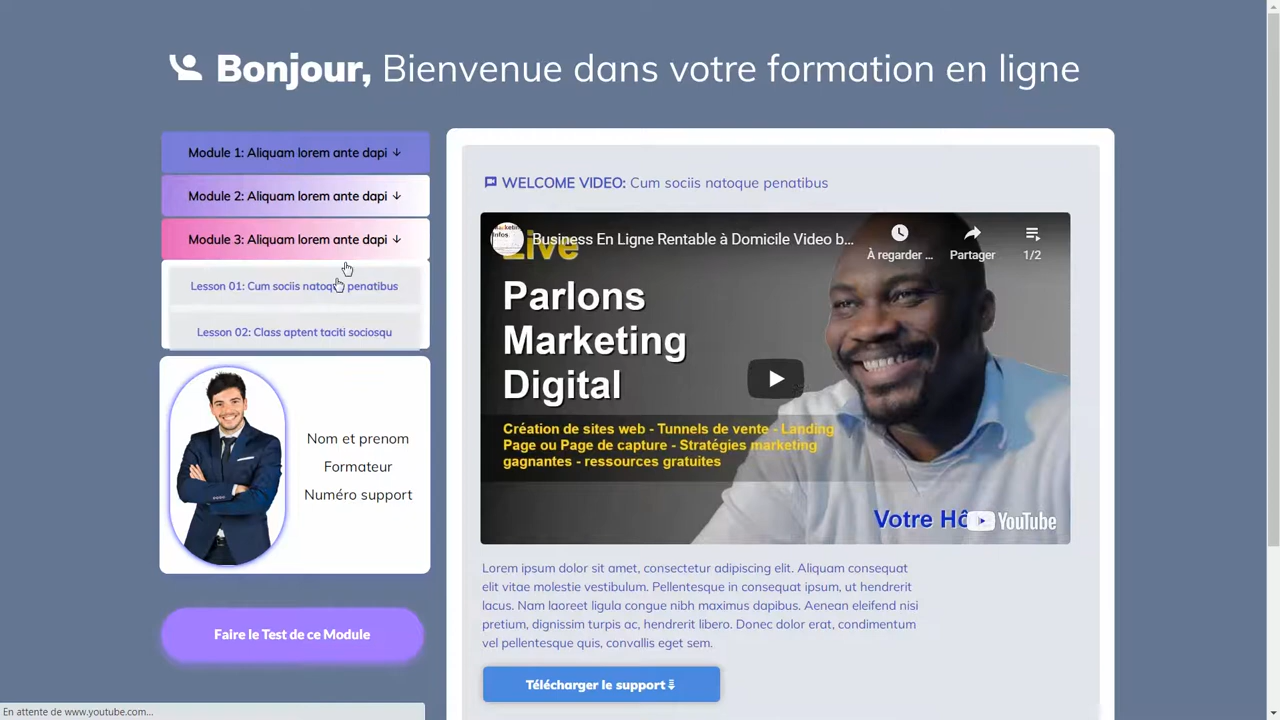 Bonjour, Bienvenue dans votre formation en ligne
Module 1: Aliquam lorem ante dapi ↓
Module 2: Aliquam lorem ante dapi ↓
Module 3: Aliquam lorem ante dapi ↓
Lesson 01: Cum sociis natoque penatibus
Lesson 02: Class aptent taciti sociosqu
Nom et prenom
Formateur
Numéro support
Faire le Test de ce Module
WELCOME VIDEO: Cum sociis natoque penatibus
Business En Ligne Rentable à Domicile Video b...
À regarder ...
Partager
1/2
Live
Parlons
Marketing
Digital
Création de sites web - Tunnels de vente - Landing
Page ou Page de capture - Stratégies marketing
gagnantes - ressources gratuites
Votre
YouTube
Lorem ipsum dolor sit amet, consectetur adipiscing elit. Aliquam consequat
elit vitae molestie vestibulum. Pellentesque in consequat ipsum, ut hendrerit
lacus. Nam laoreet ligula congue nibh maximus dapibus. Aenean eleifend nisi
pretium, dignissim turpis ac, hendrerit libero. Donec dolor erat, condimentum
vel pellentesque quis, convallis eget sem.
Télécharger le support
En attente de www.youtube.com...